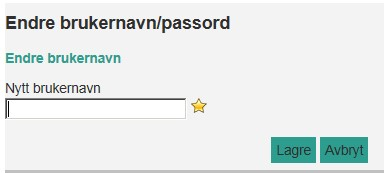 Endre brukernavn/passord
Endre brukernavn
Nytt brukernavn
Lagre Avbryt